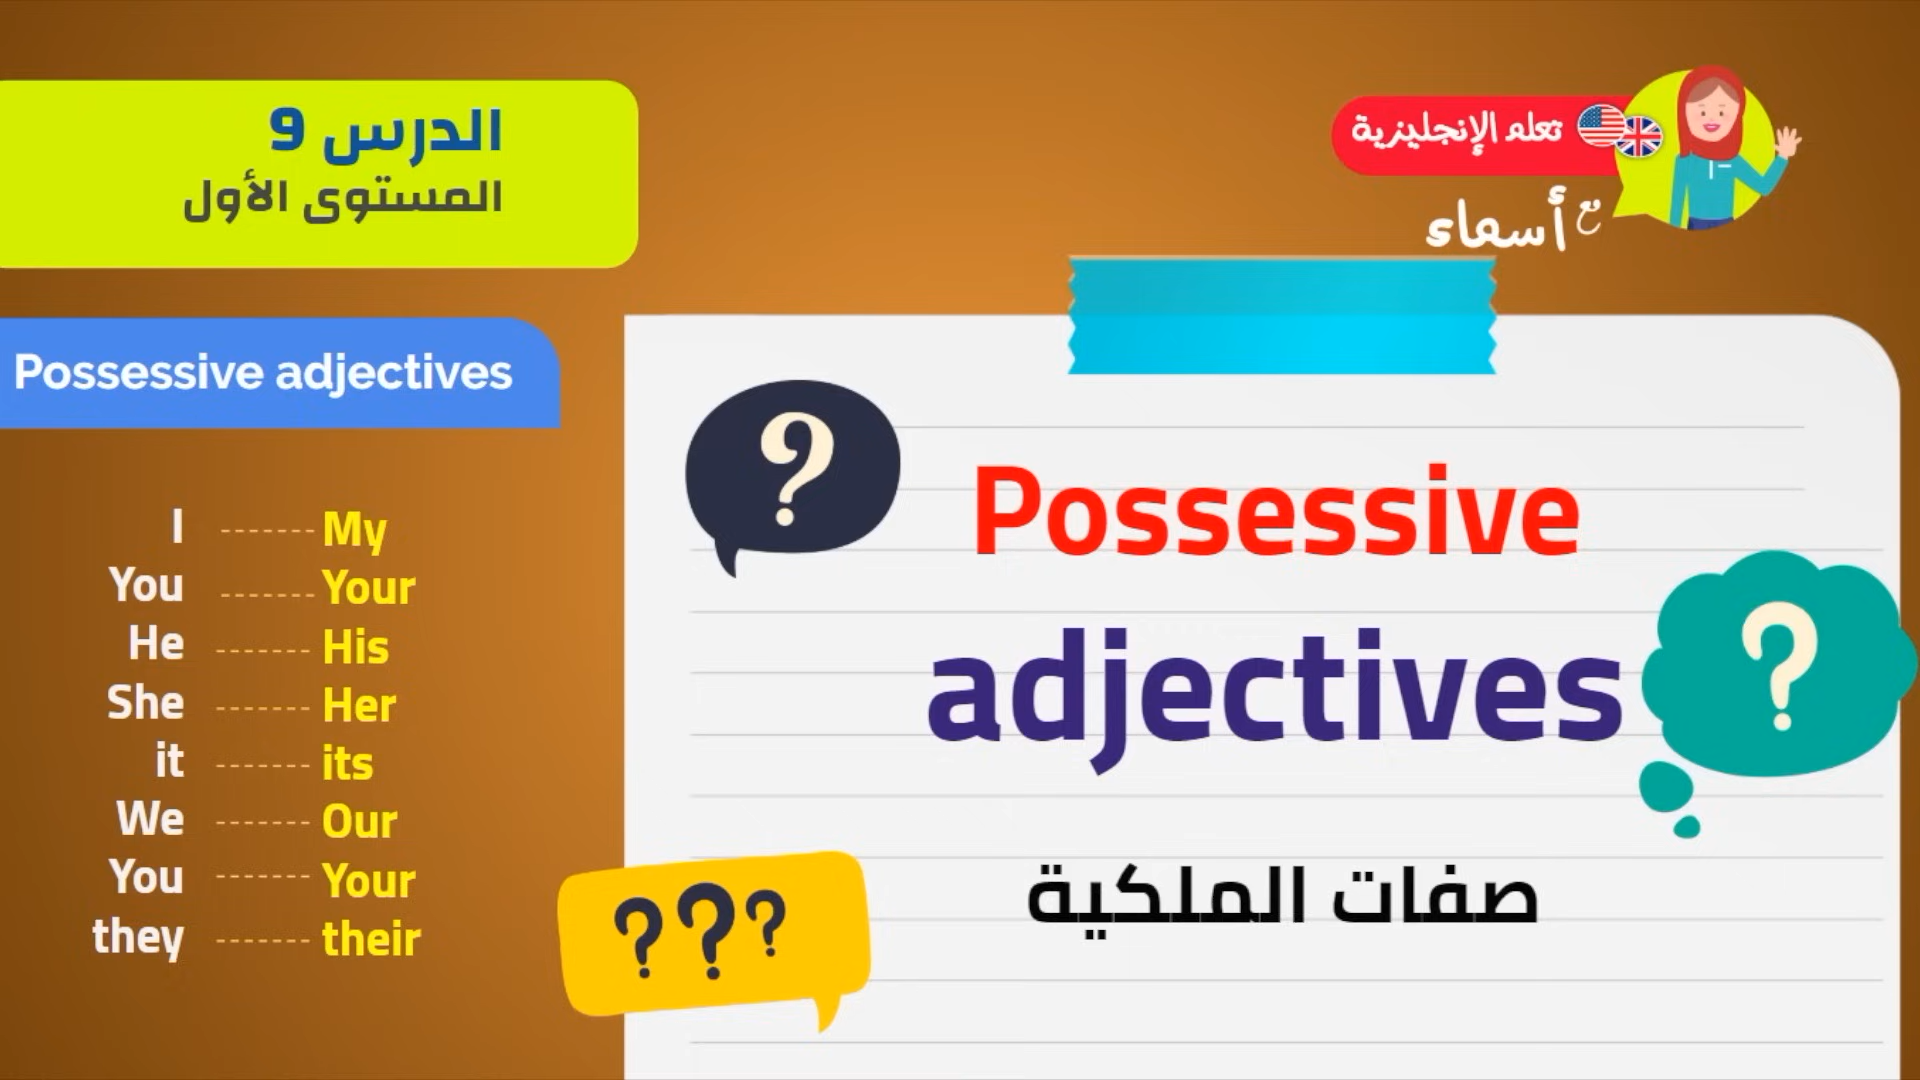 الدرس 9
المستوى الأول
تعلم الإنجليزية
مع أسماء
Possessive adjectives
I ------- My
You ------- Your
He ------- His
She ------- Her
it ------- its
We ------- Our
You ------- Your
they ------- their
?
Possessive
adjectives
?
صفات الملكية
???